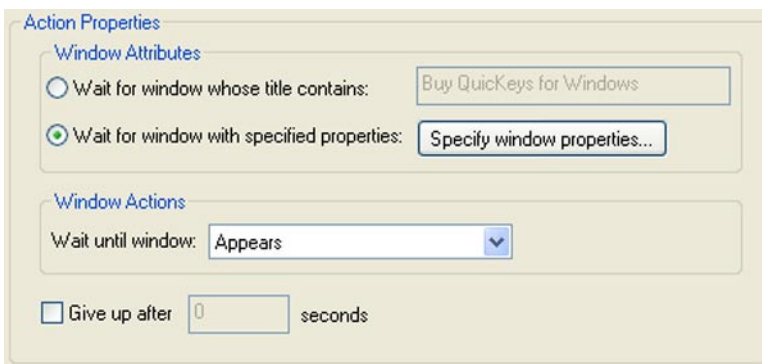 Action Properties
Window Attributes
Wait for window whose title contains: Buy QuicKeys for Windows
Wait for window with specified properties: Specify window properties...
Window Actions
Wait until window: Appears
Give up after 0 seconds